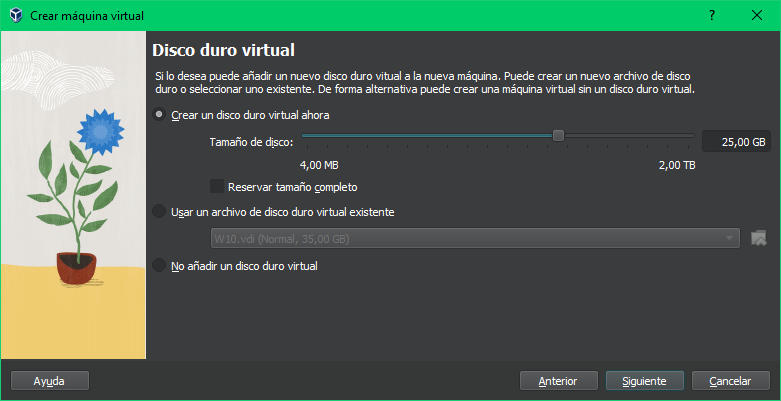 Crear máquina virtual
Disco duro virtual
Si lo desea puede añadir un nuevo disco duro vitual a la nueva máquina. Puede crear un nuevo archivo de disco
duro o seleccionar uno existente. De forma alternativa puede crear una máquina virtual sin un disco duro virtual.
Crear un disco duro virtual ahora
Tamaño de disco:
25,00 GB
4,00 MB
2,00 TB
Reservar tamaño completo
Usar un archivo de disco duro virtual existente
W10.vdi (Normal, 35,00 GB)
No añadir un disco duro virtual
Ayuda
Anterior
Siguiente
Cancelar